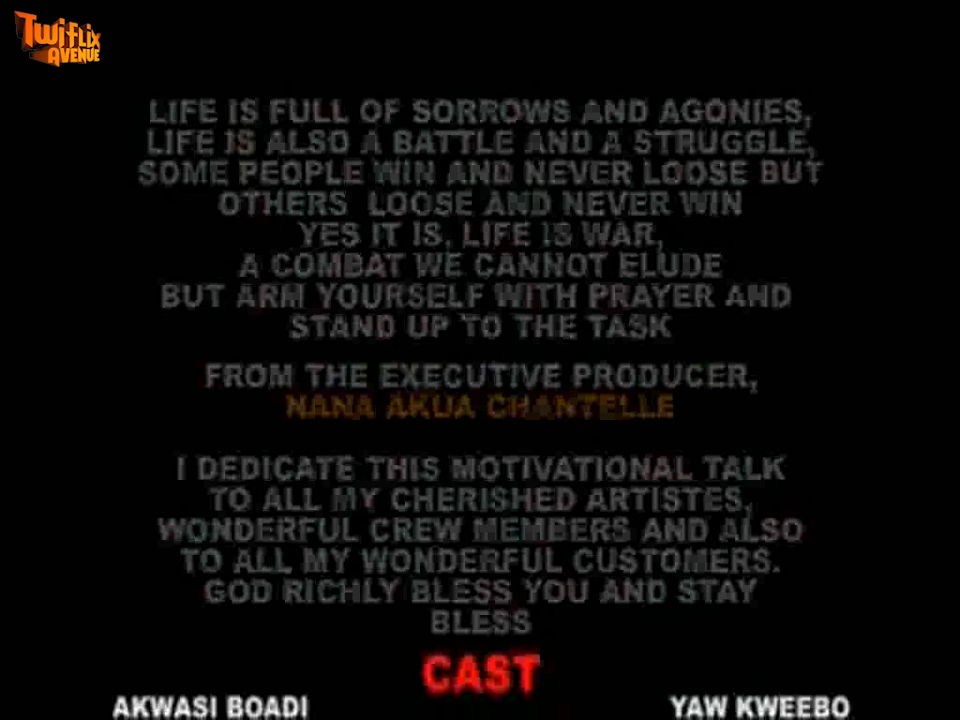 TWIFLIX
AVENUE
LIFE IS FULL OF SORROWS AND AGONIES,
LIFE IS ALSO A BATTLE AND A STRUGGLE,
SOME PEOPLE WIN AND NEVER LOOSE BUT
OTHERS LOOSE AND NEVER WIN
YES IT IS, LIFE IS WAR,
A COMBAT WE CANNOT ELUDE
BUT ARM YOURSELF WITH PRAYER AND
STAND UP TO THE TASK
FROM THE EXECUTIVE PRODUCER,
NANA AKUA CHANTELLE
I DEDICATE THIS MOTIVATIONAL TALK
TO ALL MY CHERISHED ARTISTES,
WONDERFUL CREW MEMBERS AND ALSO
TO ALL MY WONDERFUL CUSTOMERS.
GOD RICHLY BLESS YOU AND STAY
BLESS
CAST
AKWASI BOADI YAW KWEEBO